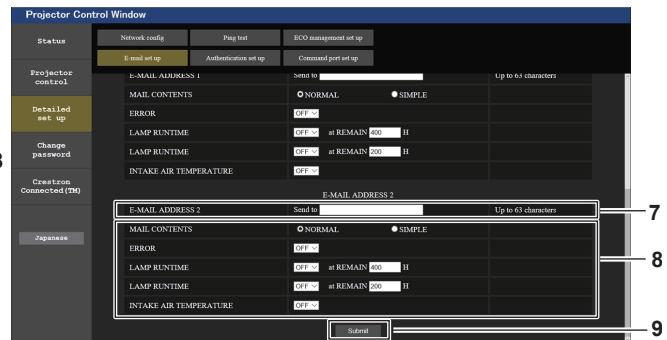 Projector Control Window
Status
Network config
Ping test
ECO management set up
E-mail set up
Authentication set up
Command port set up
Projector
control
Detailed
set up
Change
password
Crestron
Connected(TM)
Japanese
E-MAIL ADDRESS 1 Send to Up to 63 characters
MAIL CONTENTS NORMAL SIMPLE
ERROR OFF
LAMP RUNTIME OFF at REMAIN 400 H
LAMP RUNTIME OFF at REMAIN 200 H
INTAKE AIR TEMPERATURE OFF
E-MAIL ADDRESS 2
E-MAIL ADDRESS 2 Send to Up to 63 characters 7
MAIL CONTENTS NORMAL SIMPLE
ERROR OFF
8
LAMP RUNTIME OFF at REMAIN 400 H
LAMP RUNTIME OFF at REMAIN 200 H
INTAKE AIR TEMPERATURE OFF
Submit 9